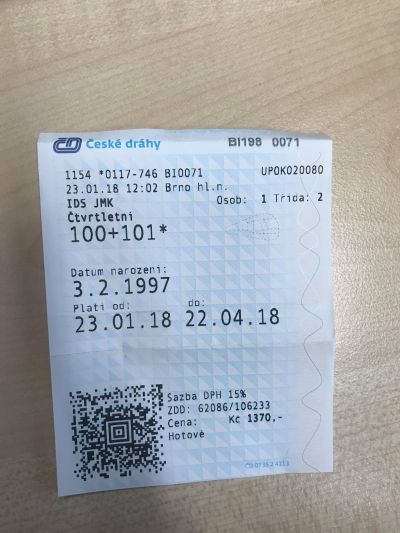 České dráhy
BI198 0071
1154 *0117-746 BI0071 UPOK020080
23.01.18 12:02 Brno hl.n.
IDS JMK Osob: 1 Třída: 2
Čtvrtletní
100+101*
Datum narození:
3.2.1997
Platí od: do:
23.01.18 22.04.18
Sazba DPH 15%
ZDD: 62086/106233
Cena: Kc 1370,-
Hotově